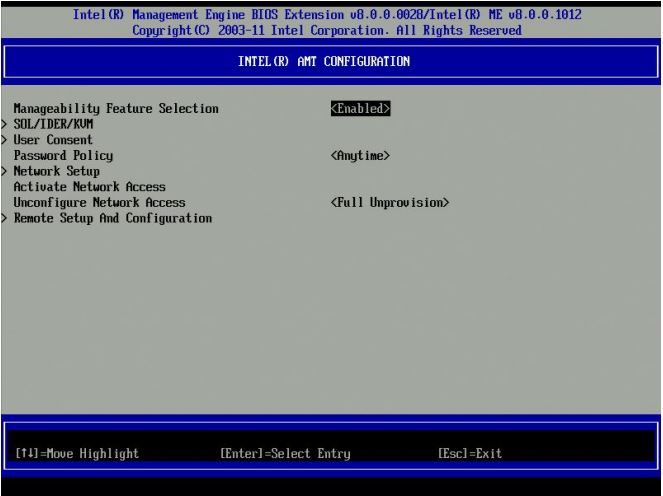 Intel(R) Management Engine BIOS Extension v8.0.0.0028/Intel(R) ME v8.0.0.1012
Copyright(C) 2003-11 Intel Corporation. All Rights Reserved
INTEL(R) AMT CONFIGURATION
Manageability Feature Selection <Enabled>
> SOL/IDER/KVM
> User Consent
Password Policy <Anytime>
> Network Setup
Activate Network Access
Unconfigure Network Access <Full Unprovision>
> Remote Setup And Configuration
[↑↓]=Move Highlight [Enter]=Select Entry [Esc]=Exit